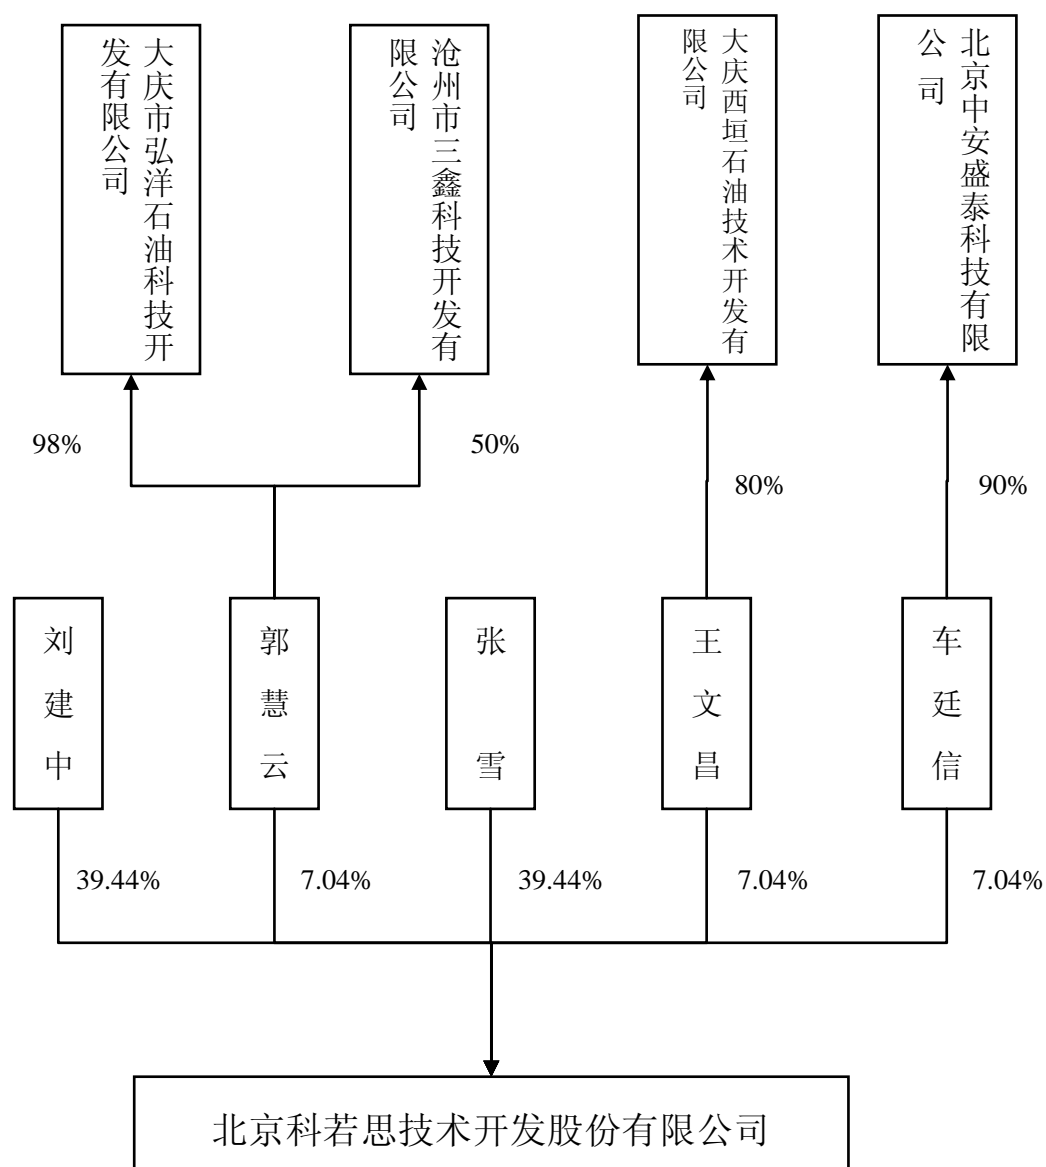 大庆市弘洋石油科技开
发有限公司
沧州市三鑫科技开发有
限公司
大庆西垣石油技术开发有
限公司
北京中安盛泰科技有限
公司
98%
50%
80%
90%
刘建中
郭慧云
张雪
王文昌
车廷信
39.44%
7.04%
39.44%
7.04%
7.04%
北京科若思技术开发股份有限公司